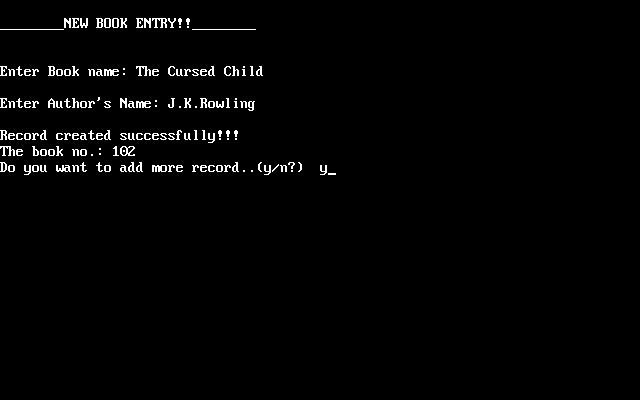 ________NEW BOOK ENTRY!!________
Enter Book name: The Cursed Child
Enter Author's Name: J.K.Rowling
Record created successfully!!!
The book no.: 102
Do you want to add more record..(y/n?)  y_